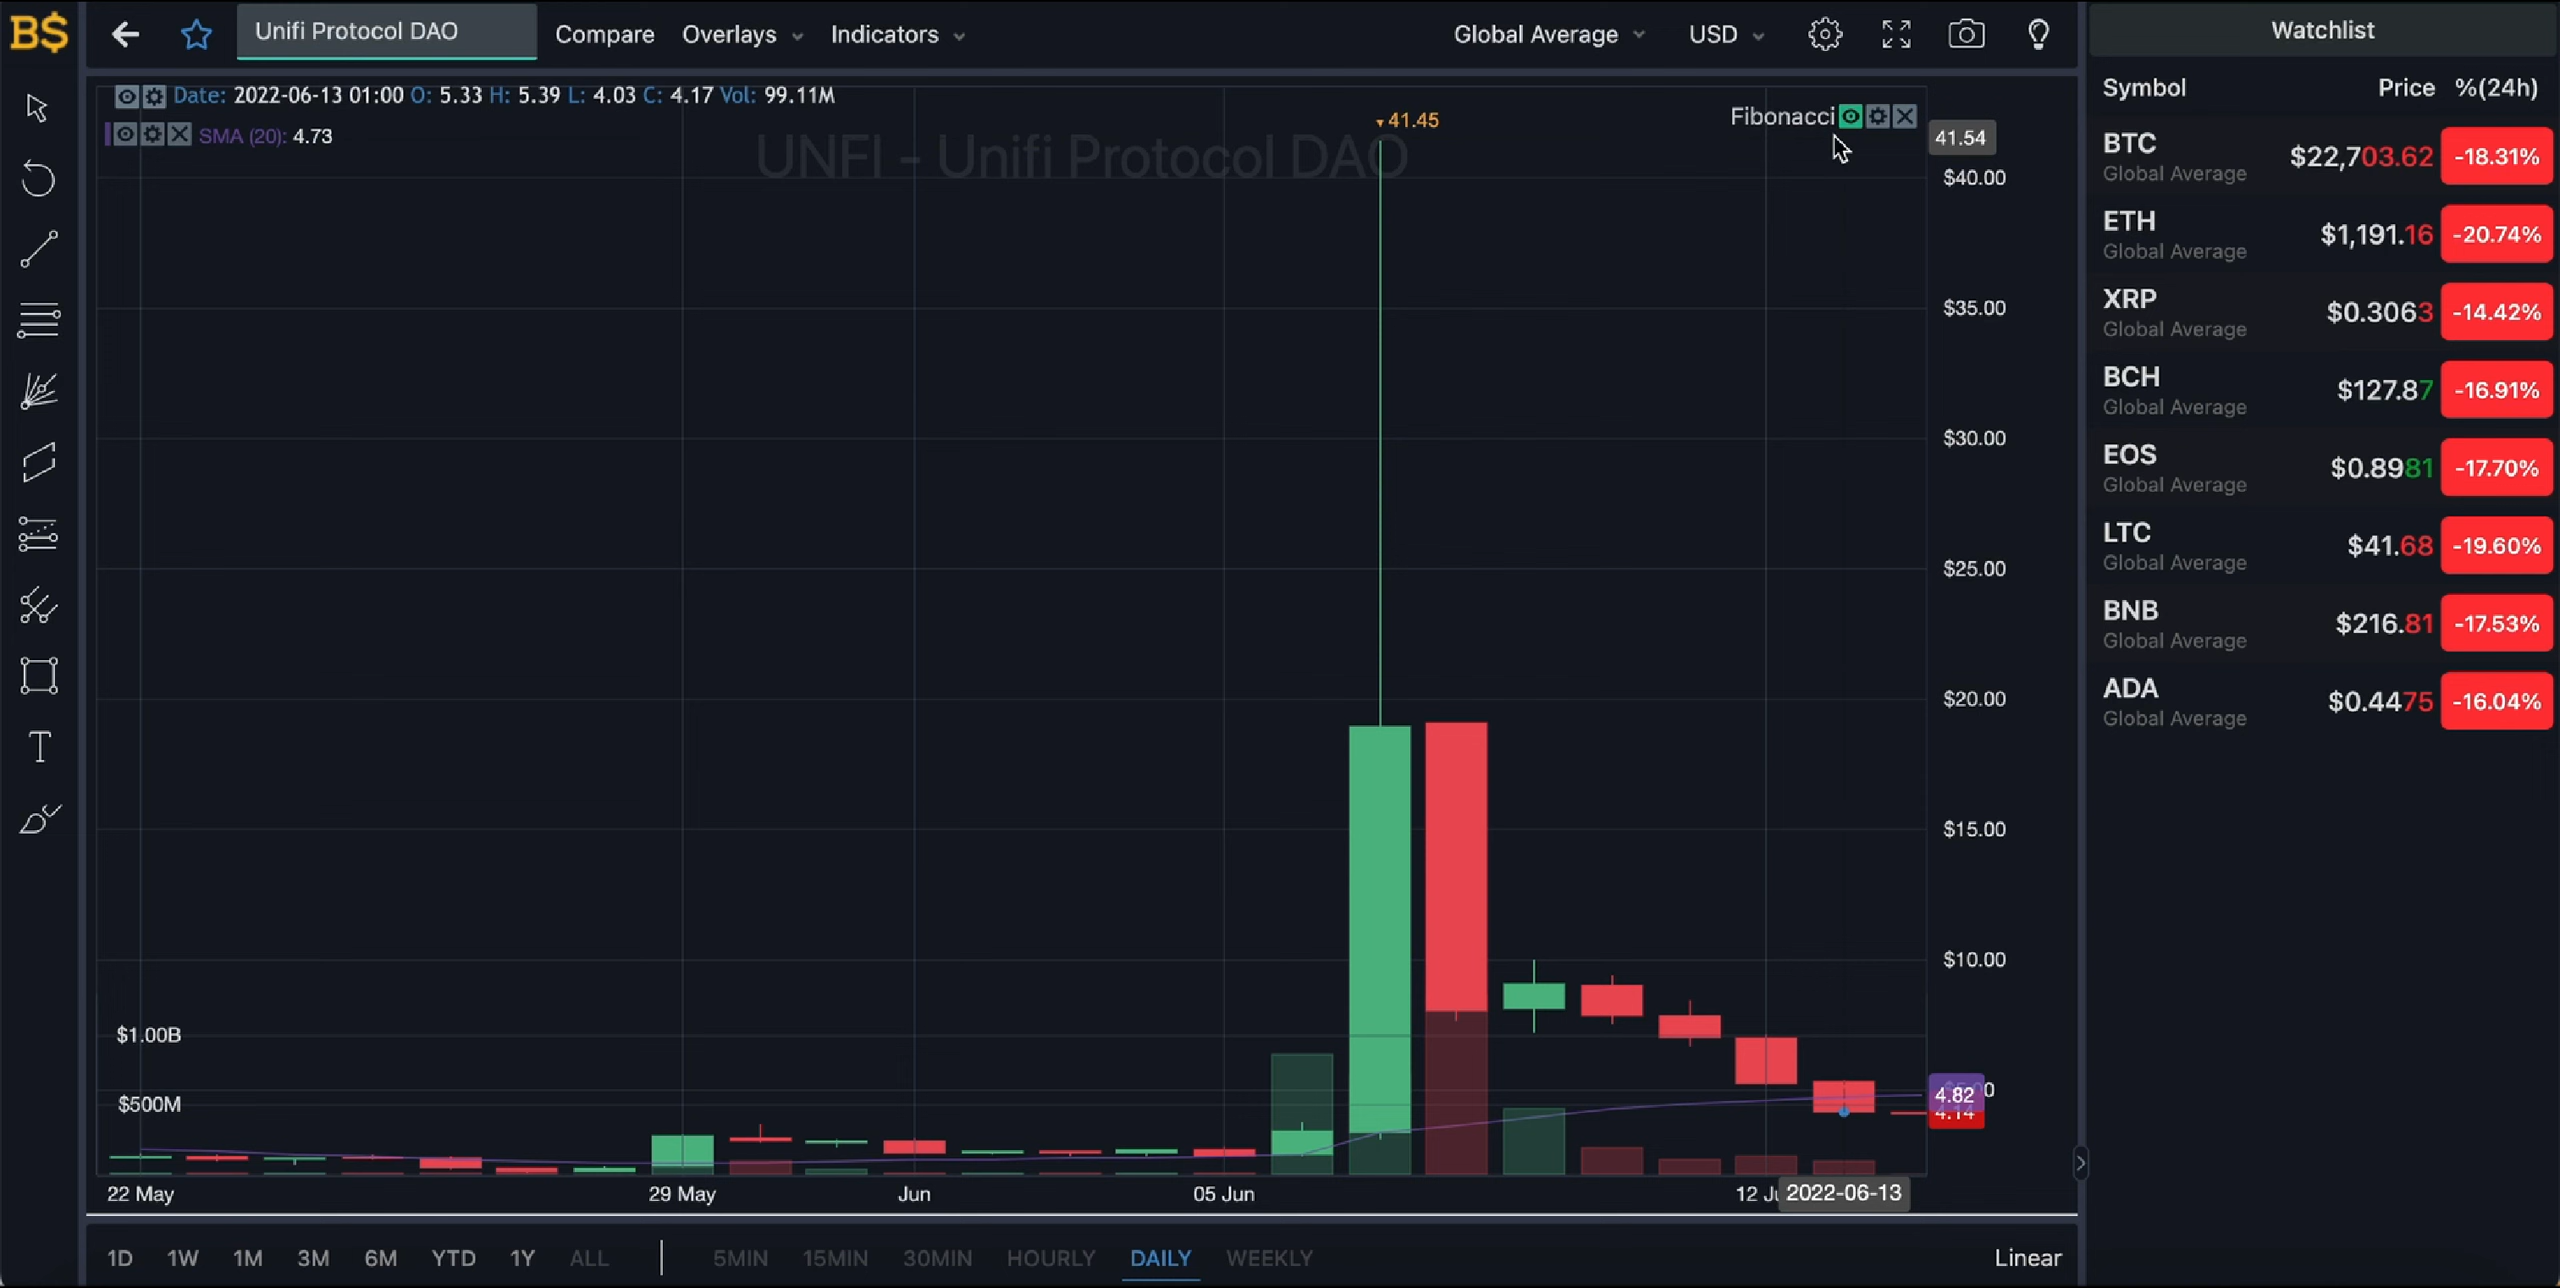 B$
Unifi Protocol DAO
Compare
Overlays
Indicators
Global Average
USD
Watchlist
Date: 2022-06-13 01:00 O: 5.33 H: 5.39 L: 4.03 C: 4.17 Vol: 99.11M
SMA (20): 4.73
41.45
Fibonacci
41.54
UNFI - Unifi Protocol DAO
$40.00
$35.00
$30.00
$25.00
$20.00
$15.00
$10.00
$1.00B
$500M
4.82
4.14
22 May
29 May
Jun
05 Jun
12
2022-06-13
1D
1W
1M
3M
6M
YTD
1Y
ALL
5MIN
15MIN
30MIN
HOURLY
DAILY
WEEKLY
Linear
Symbol Price %(24h)
BTC $22,703.62 -18.31%
Global Average
ETH $1,191.16 -20.74%
Global Average
XRP $0.3063 -14.42%
Global Average
BCH $127.87 -16.91%
Global Average
EOS $0.8981 -17.70%
Global Average
LTC $41.68 -19.60%
Global Average
BNB $216.81 -17.53%
Global Average
ADA $0.4475 -16.04%
Global Average